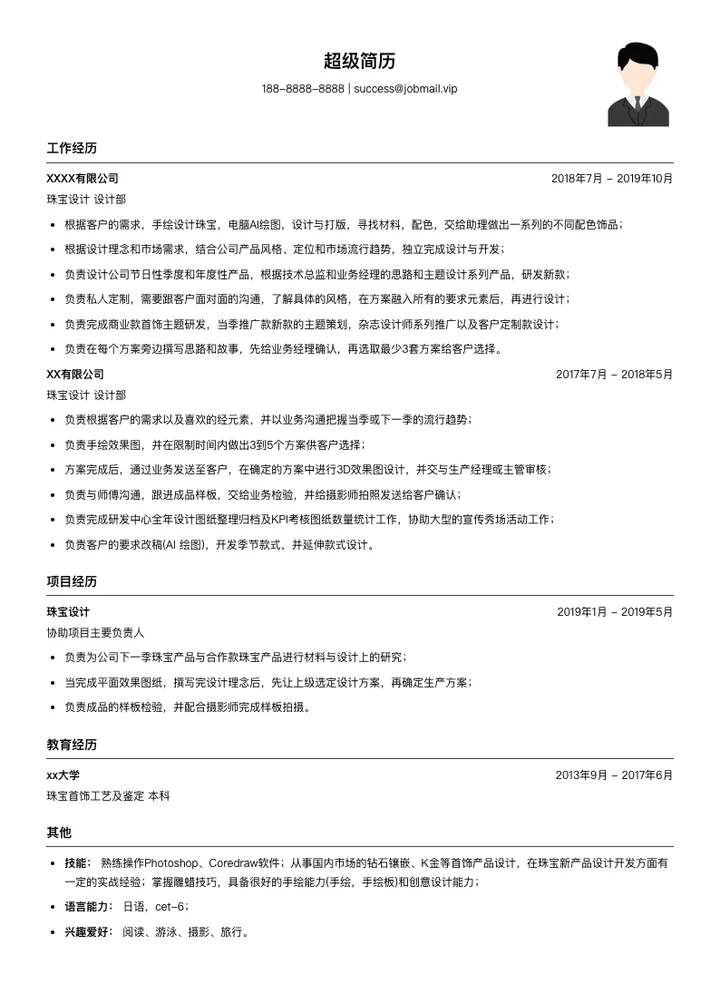 超级简历
188-8888-8888 | success@jobmail.vip
工作经历
XXXX有限公司 2018年7月 – 2019年10月
珠宝设计 设计部
• 根据客户的需求，手绘设计珠宝，电脑AI绘图，设计与打版，寻找材料，配色，交给助理做出一系列的不同配色饰品；
• 根据设计理念和市场需求，结合公司产品风格、定位和市场流行趋势，独立完成设计与开发；
• 负责设计公司节日性季度和年度性产品，根据技术总监和业务经理的思路和主题设计系列产品，研发新款；
• 负责私人定制，需要跟客户面对面的沟通，了解具体的风格，在方案融入所有的要求元素后，再进行设计；
• 负责完成商业款首饰主题研发，当季推广款新款的主题策划，杂志设计师系列推广以及客户定制款设计；
• 负责在每个方案旁边撰写思路和故事，先给业务经理确认，再选取最少3套方案给客户选择。
XX有限公司 2017年7月 – 2018年5月
珠宝设计 设计部
• 负责根据客户的需求以及喜欢的经元素，并以业务沟通把握当季或下一季的流行趋势；
• 负责手绘效果图，并在限制时间内做出3到5个方案供客户选择；
• 方案完成后，通过业务发送至客户，在确定的方案中进行3D效果图设计，并交与生产经理或主管审核；
• 负责与师傅沟通，跟进成品样板，交给业务检验，并给摄影师拍照发送给客户确认；
• 负责完成研发中心全年设计图纸整理归档及KPI考核图纸数量统计工作，协助大型的宣传秀场活动工作；
• 负责客户的要求改稿(AI 绘图)，开发季节款式，并延伸款式设计。
项目经历
珠宝设计 2019年1月 – 2019年5月
协助项目主要负责人
• 负责为公司下一季珠宝产品与合作款珠宝产品进行材料与设计上的研究；
• 当完成平面效果图纸，撰写完设计理念后，先让上级选定设计方案，再确定生产方案；
• 负责成品的样板检验，并配合摄影师完成样板拍摄。
教育经历
xx大学 2013年9月 – 2017年6月
珠宝首饰工艺及鉴定 本科
其他
• 技能： 熟练操作Photoshop、Coredraw软件；从事国内市场的钻石镶嵌、K金等首饰产品设计，在珠宝新产品设计开发方面有
一定的实战经验；掌握雕蜡技巧，具备很好的手绘能力(手绘，手绘板)和创意设计能力；
• 语言能力： 日语，cet-6；
• 兴趣爱好： 阅读、游泳、摄影、旅行。